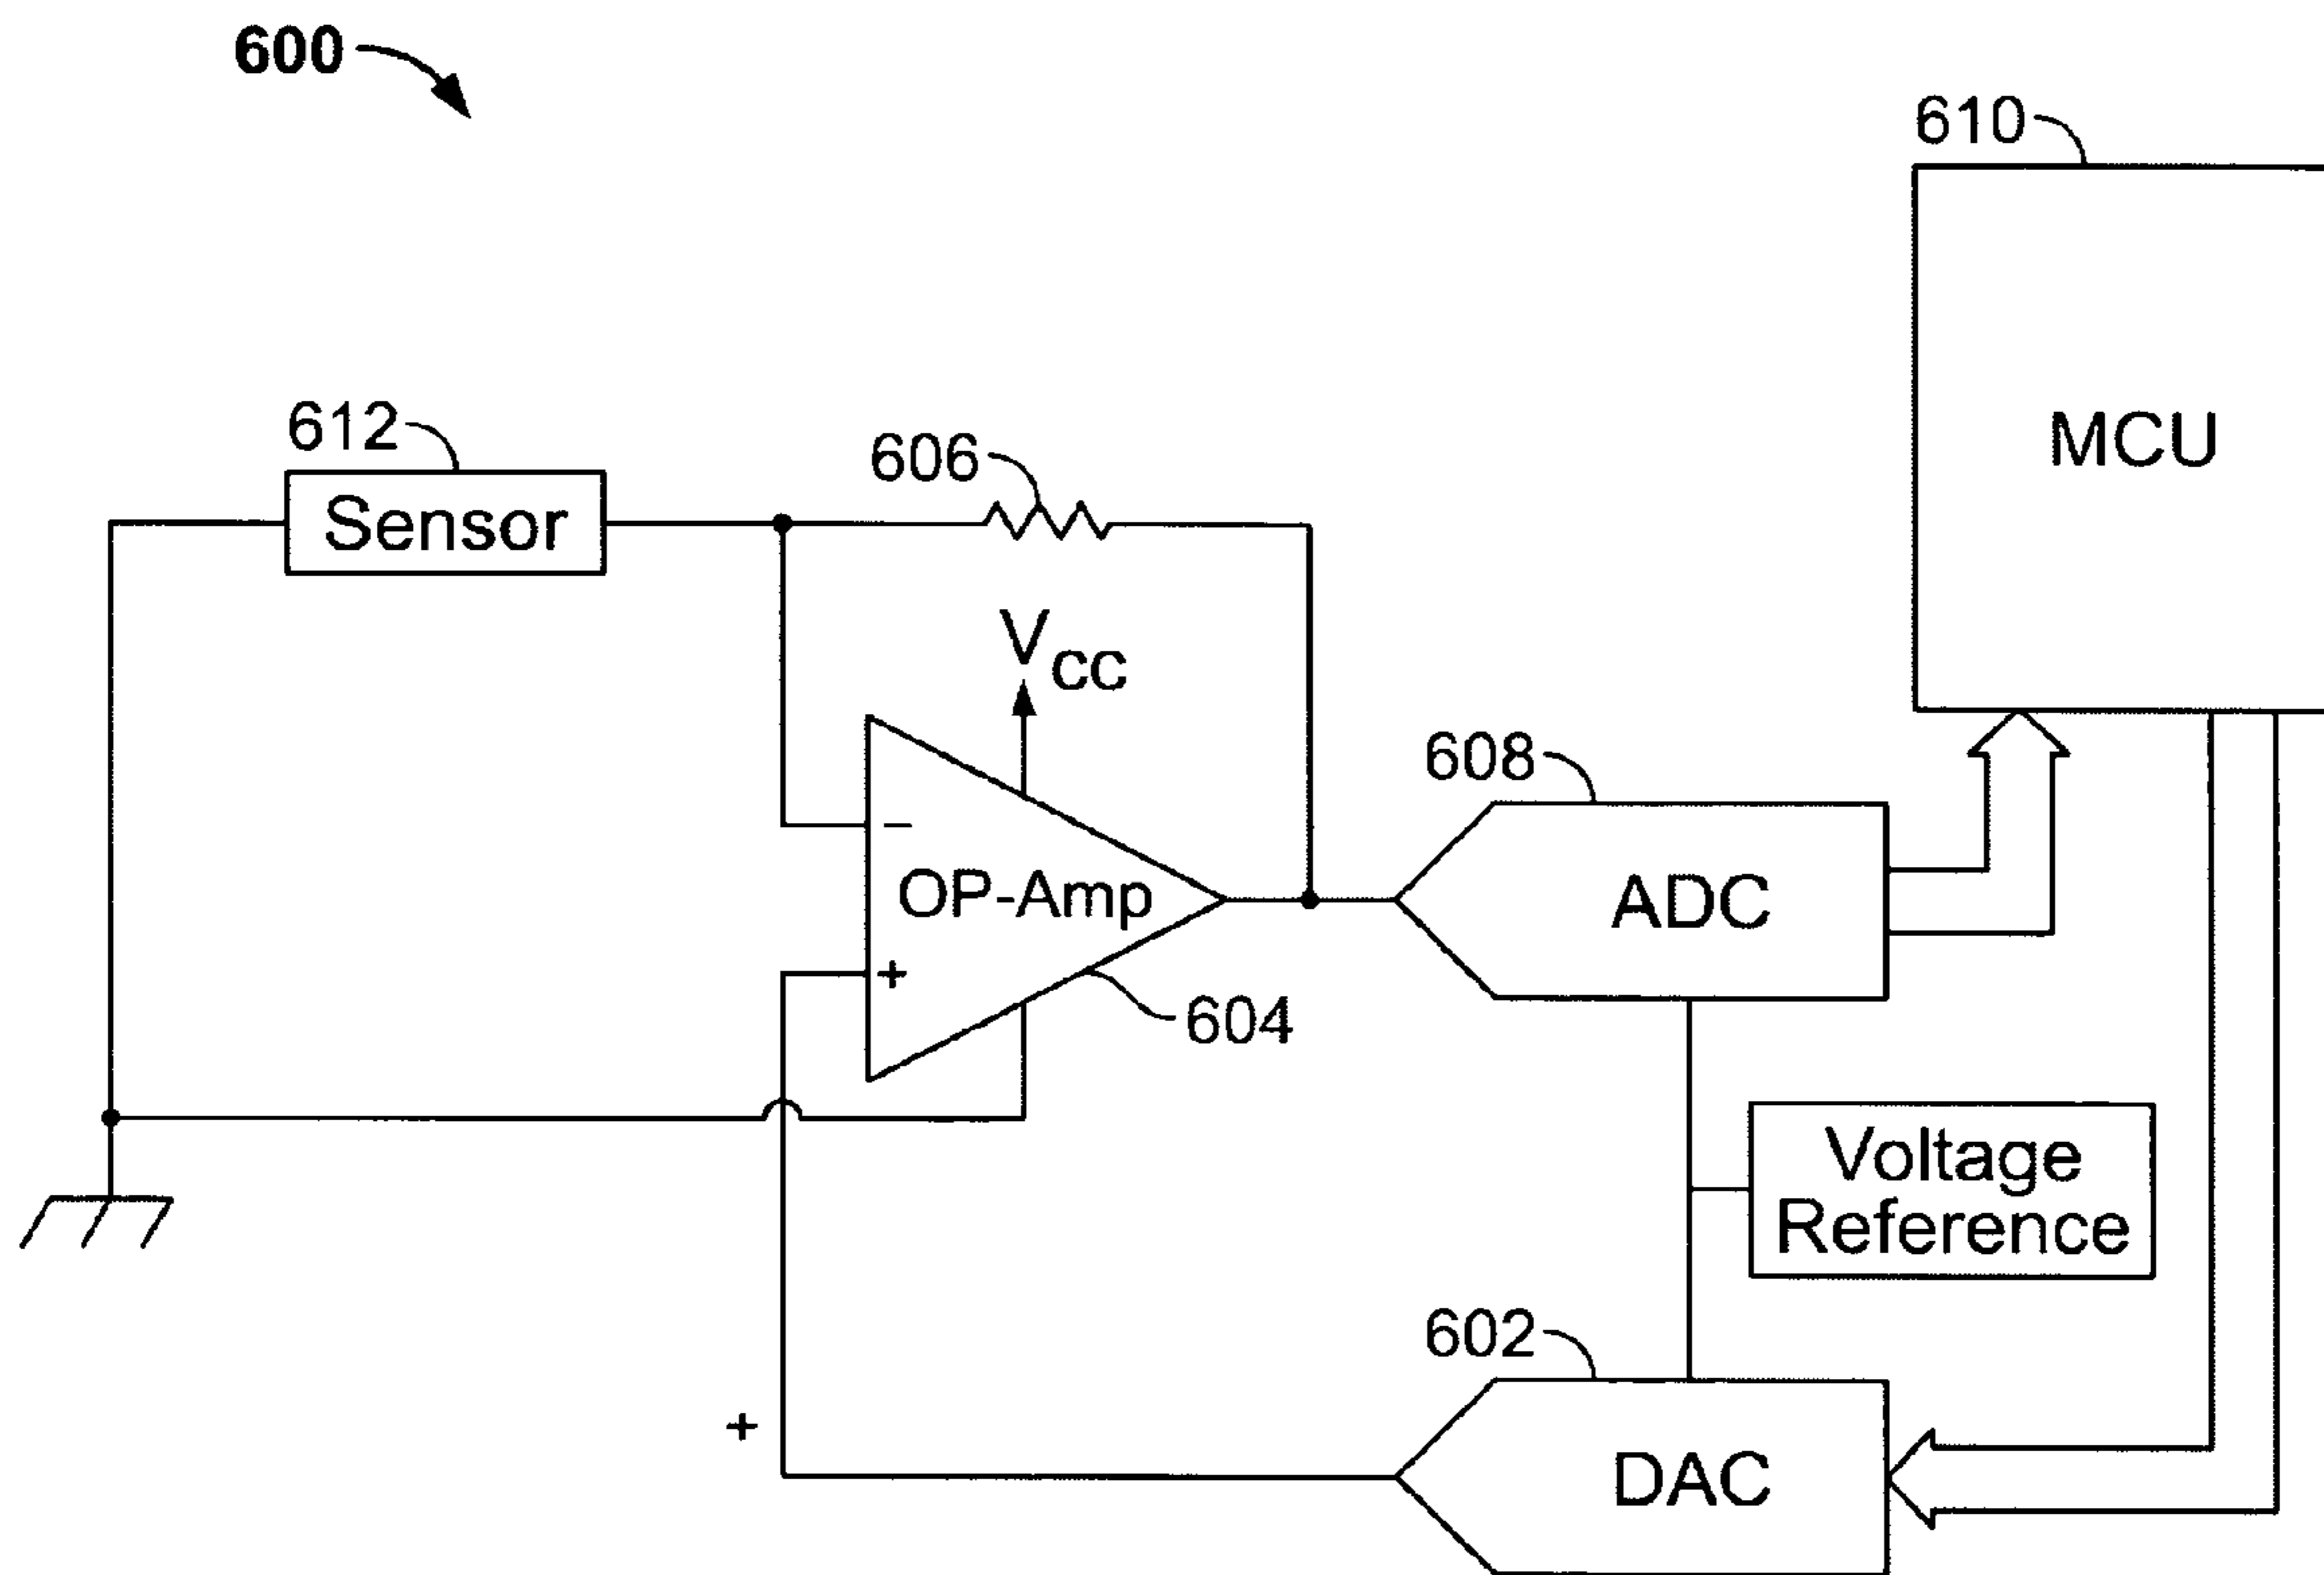 600
610
MCU
612
Sensor
606
VCC
608
−
OP-Amp
ADC
+
604
Voltage
Reference
602
+
DAC